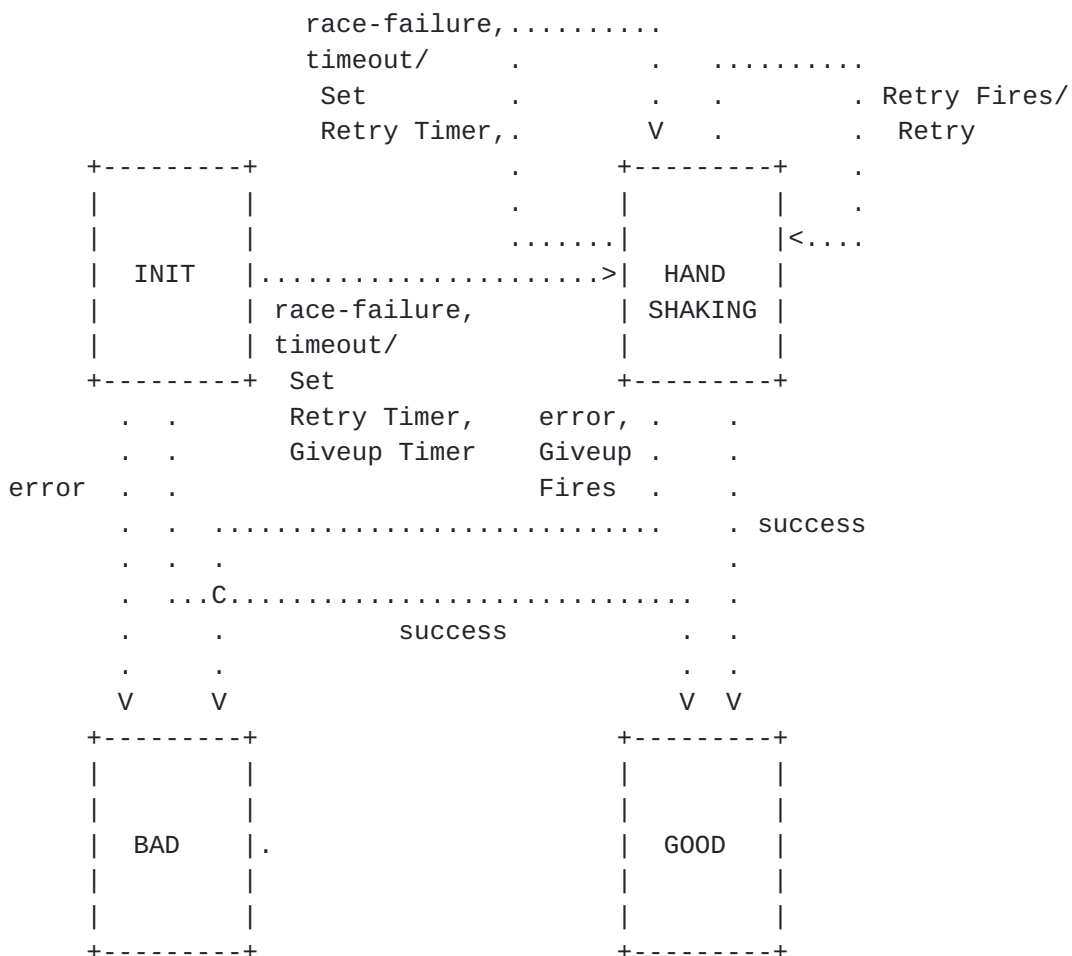 race-failure,
timeout/
Set
Retry Fires/
Retry Timer,
V
Retry
INIT
HAND
SHAKING
race-failure,
timeout/
Set
Retry Timer,
error,
Giveup Timer
Giveup
error
Fires
success
C
success
V V
V V
BAD
GOOD